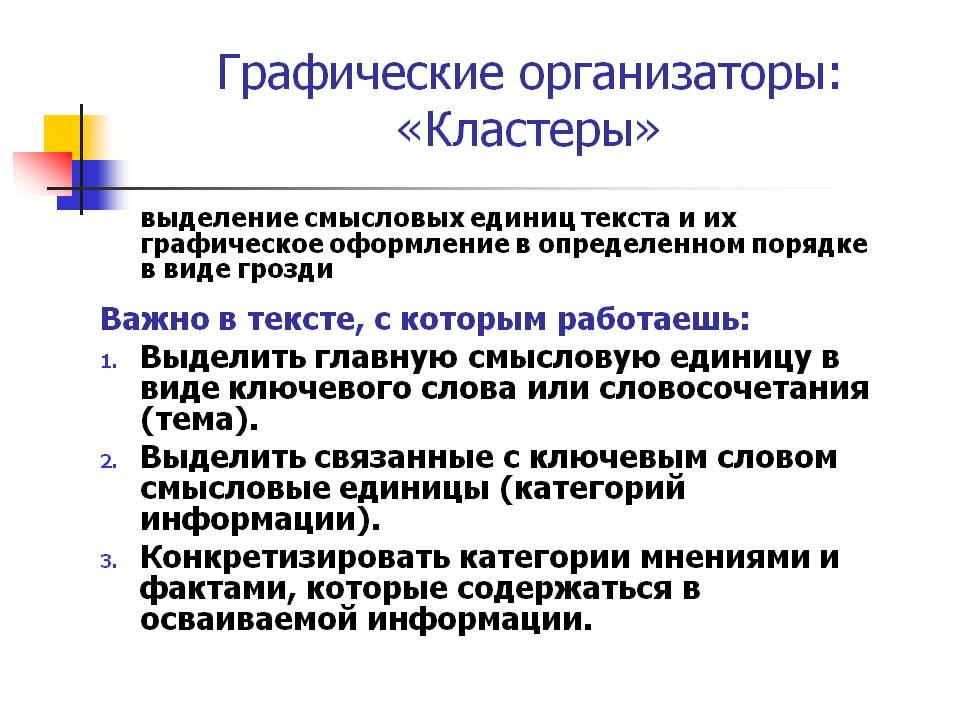 Графические организаторы:
«Кластеры»
выделение смысловых единиц текста и их
графическое оформление в определенном порядке
в виде грозди
Важно в тексте, с которым работаешь:
1. Выделить главную смысловую единицу в
виде ключевого слова или словосочетания
(тема).
2. Выделить связанные с ключевым словом
смысловые единицы (категорий
информации).
3. Конкретизировать категории мнениями и
фактами, которые содержаться в
осваиваемой информации.